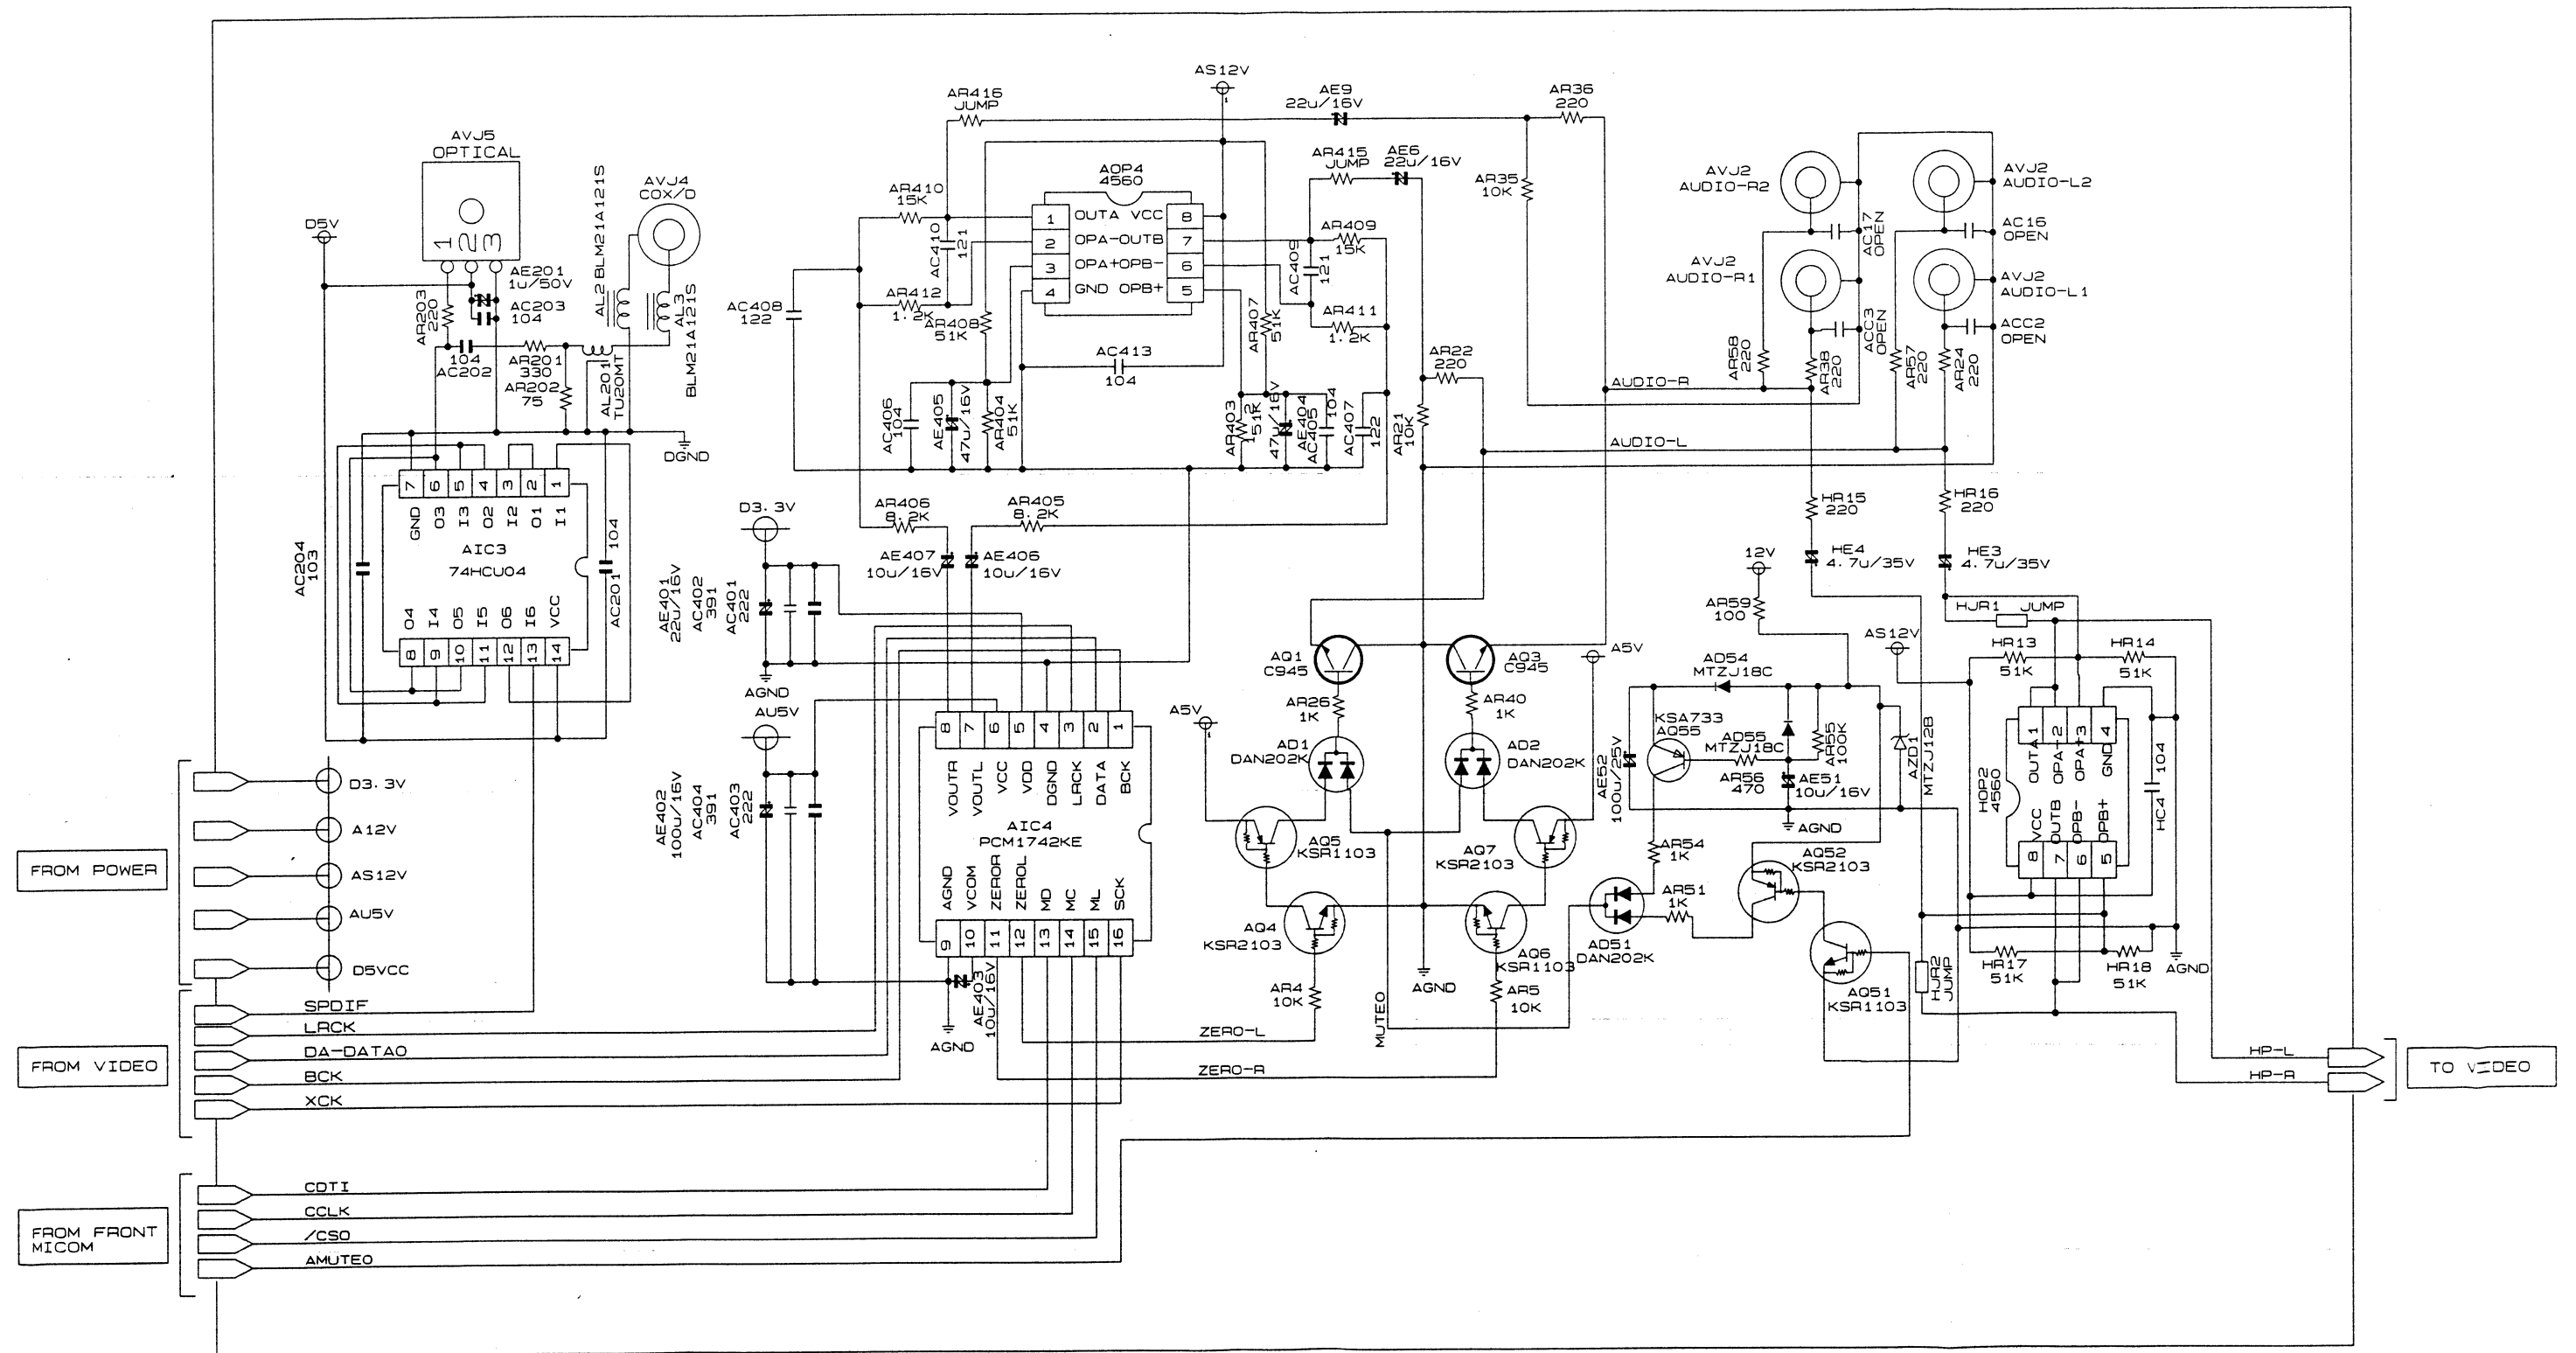 AS12V
AR416
JUMP
AE9
22u/16V
AR36
220
AVJ5
OPTICAL
1
2
3
AVJ4
COX/D
D5V
AE201
1u/50V
AC203
104
AR203
220
AL2
BLM21A121S
AL3
BLM21A121S
104
AC202
AR201
330
AR202
75
AL201
TU20MT
DGND
AR410
15K
AC410
121
AR412
1.2K
AC408
122
AR408
51K
AOP4
4560
1 OUTA VCC 8
2 OPA-OUTB 7
3 OPA+OPB- 6
4 GND OPB+ 5
AR415
JUMP
AE6
22u/16V
AR409
15K
AC409
121
AR411
1.2K
AR407
51K
AC413
104
AR35
10K
AR22
220
AR21
10K
AC406
104
AE405
47u/16V
AR404
51K
AR403
51K
47u/16V
AE404
AC405
104
AC407
122
AVJ2
AUDIO-R2
AVJ2
AUDIO-L2
AC17
OPEN
AC16
OPEN
AVJ2
AUDIO-R1
AVJ2
AUDIO-L1
ACC3
OPEN
ACC2
OPEN
AR58
220
AR38
220
AR57
220
AR24
220
AUDIO-R
AUDIO-L
7 6 5 4 3 2 1
GND O3 I3 O2 I2 O1 I1
AIC3
74HCU04
O4 I4 O5 I5 O6 I6 VCC
8 9 10 11 12 13 14
AC204
103
AC201
104
D3.3V
AR406
8.2K
AR405
8.2K
AE407
10u/16V
AE406
10u/16V
AE401
22u/16V
AC402
391
AC401
222
AGND
AU5V
AE402
100u/16V
AC404
391
AC403
222
8 7 6 5 4 3 2 1
VOUTR VOUTL VCC VDD DGND LRCK DATA BCK
AIC4
PCM1742KE
AGND VCOM ZEROR ZEROL MD MC ML SCK
9 10 11 12 13 14 15 16
AE403
10u/16V
AGND
HR15
220
HR16
220
HE4
4.7u/35V
HE3
4.7u/35V
12V
AR59
100
AS12V
HJR1 JUMP
HR13
51K
HR14
51K
AQ1
C945
AQ3
C945
A5V
AR26
1K
AR40
1K
A5V
AD1
DAN202K
AD2
DAN202K
AQ5
KSR1103
AQ7
KSR2103
AQ4
KSR2103
AQ6
KSR1103
AR4
10K
AR5
10K
AGND
MUTEO
ZERO-L
ZERO-R
AD54
MTZJ18C
KSA733
AQ55
AD55
MTZJ18C
AR55
100K
AR56
470
AE51
10u/16V
AE52
100u/25V
AZD1
MTZJ12B
AGND
AR54
1K
AR51
1K
AD51
DAN202K
AQ52
KSR2103
AQ51
KSR1103
HOP2
4560
OUTA 1
OPA- 2
OPA+ 3
GND 4
VCC 8
OUTB 7
OPB- 6
OPB+ 5
104
HC4
HR17
51K
HR18
51K
AGND
HJR2
JUMP
FROM POWER
D3.3V
A12V
AS12V
AU5V
D5VCC
FROM VIDEO
SPDIF
LRCK
DA-DATAO
BCK
XCK
FROM FRONT
MICOM
CDTI
CCLK
/CSO
AMUTEO
HP-L
HP-R
TO VIDEO